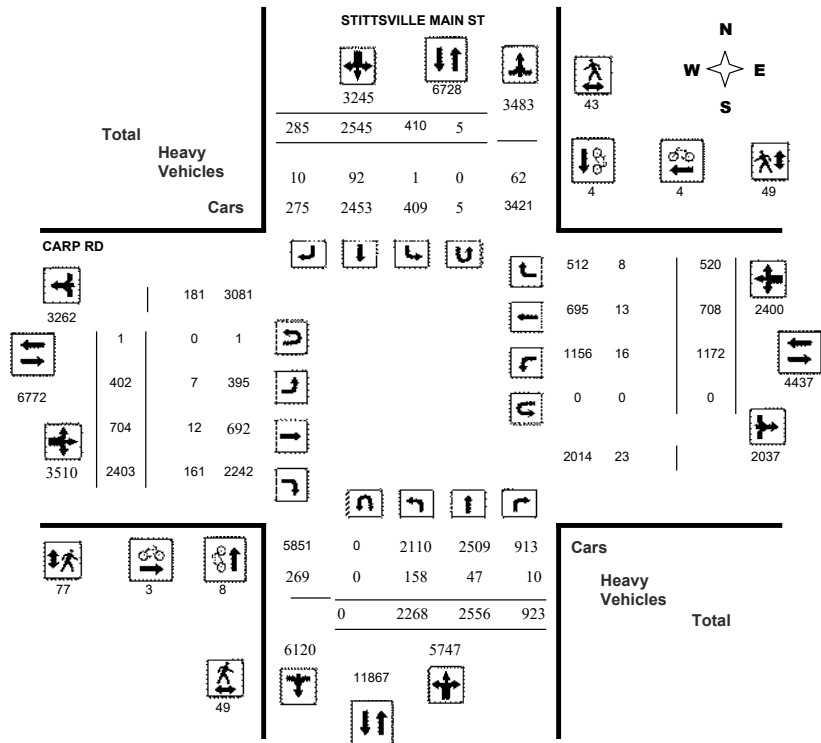 STITTSVILLE MAIN ST
N
W E
S
3245 6728 3483 43
Total 285 2545 410 5
Heavy
Vehicles
10 92 1 0 62
4 4 49
Cars 275 2453 409 5 3421
CARP RD
512 8 520
181 3081
695 13 708 2400
3262
1 0 1
1156 16 1172
6772 4437
402 7 395
0 0 0
704 12 692
2014 23 2037
3510 2403 161 2242
5851 0 2110 2509 913 Cars
269 0 158 47 10 Heavy
Vehicles
77 3 8
0 2268 2556 923 Total
6120 5747
11867
49